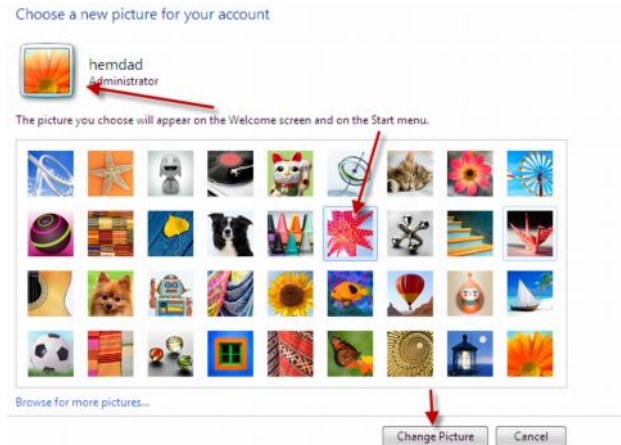 Choose a new picture for your account
hemdad
Administrator
The picture you choose will appear on the Welcome screen and on the Start menu.
Browse for more pictures...
Change Picture
Cancel